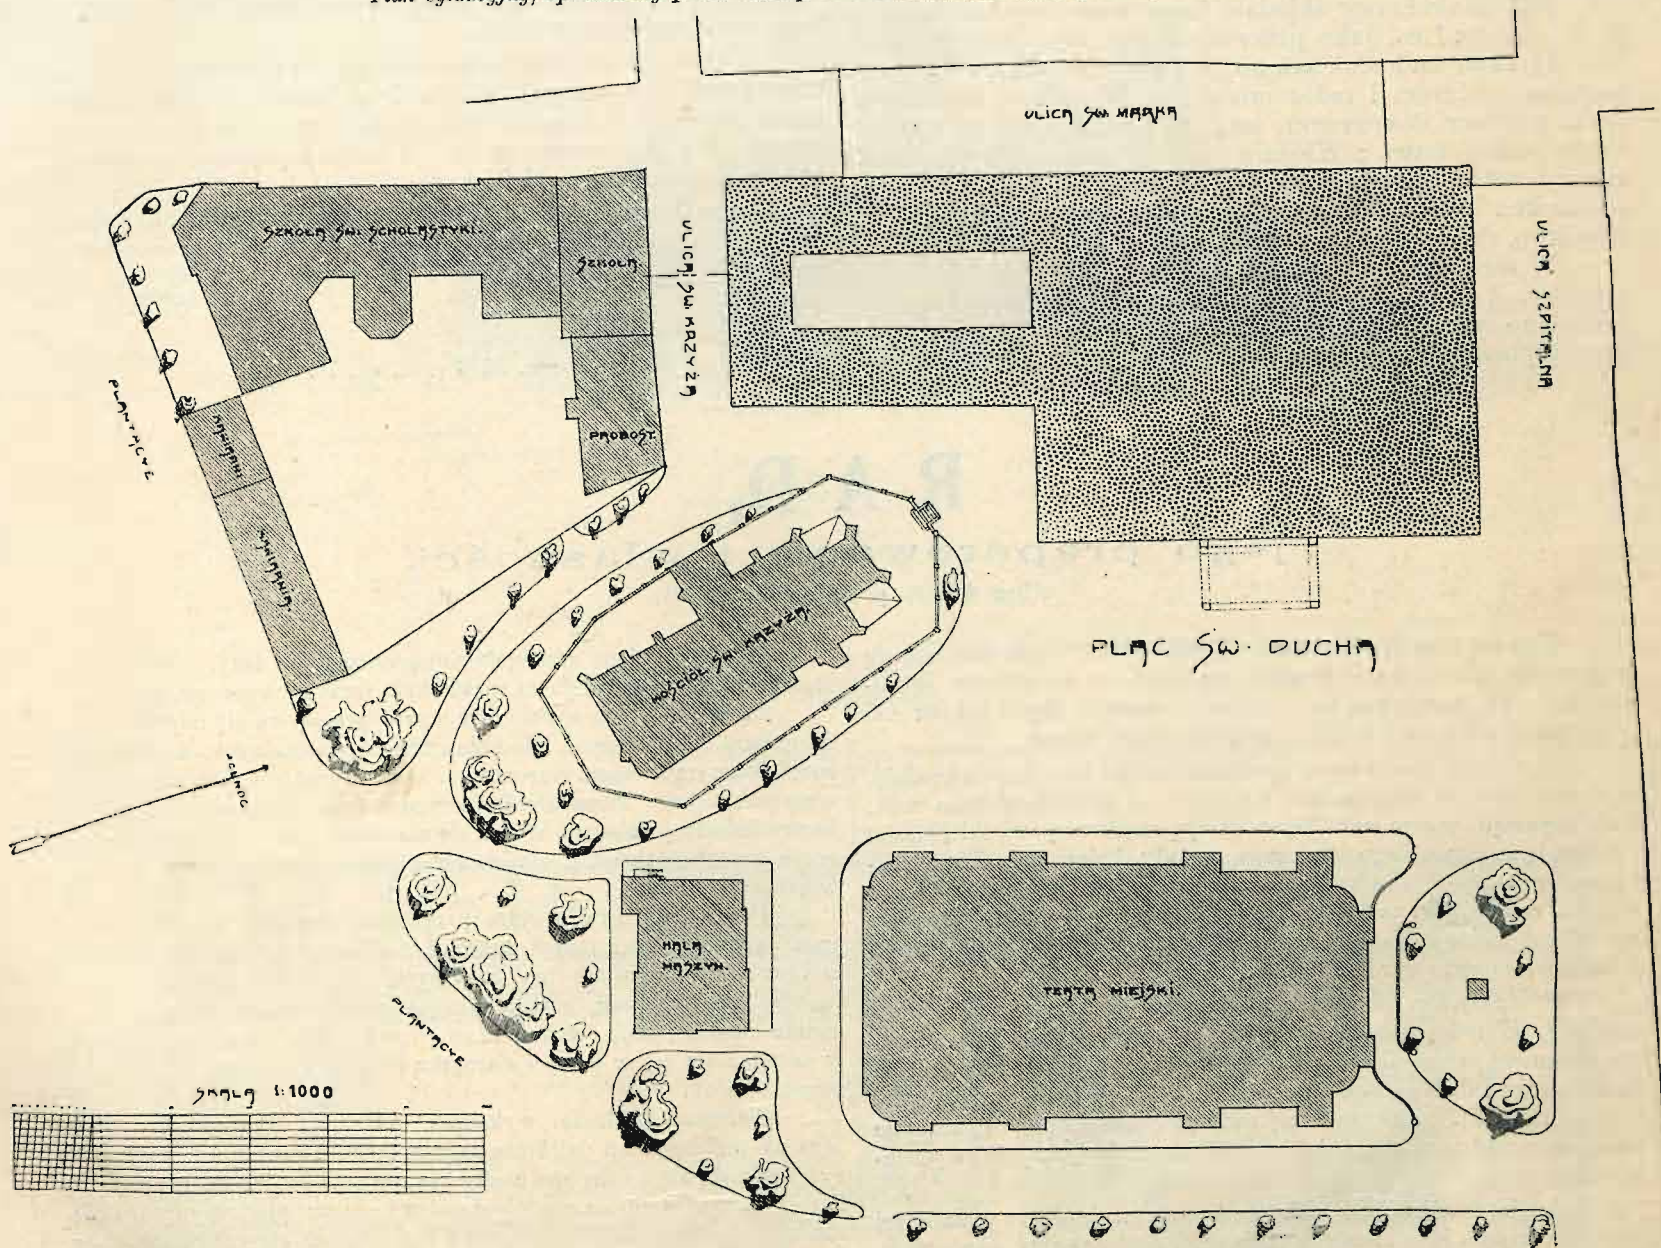 ULICA ŚW. MARKA
SZKOŁA ŚW. SCHOLASTYKI.
SZKOŁA.
ULICA ŚW. KRZYŻA
ULICA SZPITALNA
PLANTACYE
PROBOST.
KOŚCIÓŁ ŚW. KRZYŻA.
PLAC ŚW. DUCHA
HALA
MASZYN.
TEATR MIEJSKI.
PLANTACYE
SKALA 1:1000